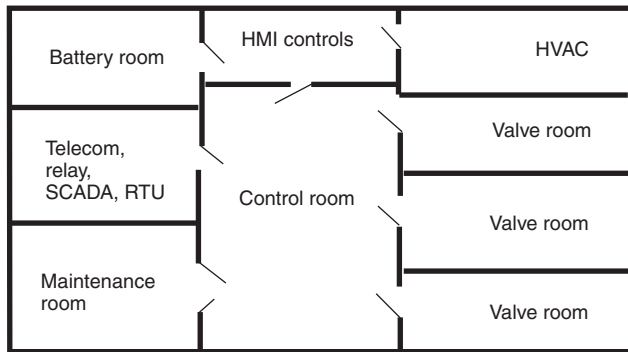 Battery room
HMI controls
HVAC
Telecom,
relay,
SCADA, RTU
Control room
Valve room
Valve room
Maintenance
room
Valve room